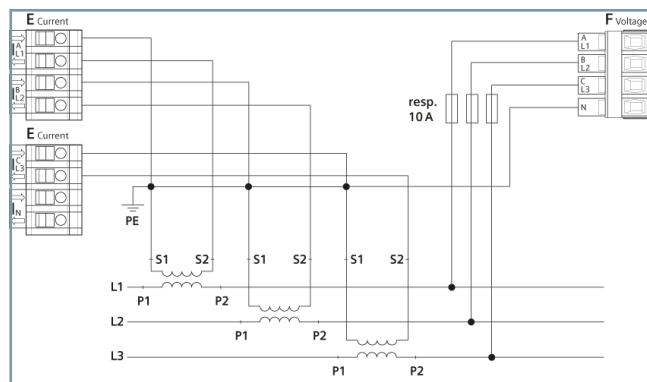 E Current
F Voltage
I A L1
I B L2
E Current
I C L3
I N
A L1
B L2
C L3
N
resp.
10 A
PE
S1 S2 S1 S2 S1 S2
L1
P1 P2
L2
P1 P2
L3
P1 P2